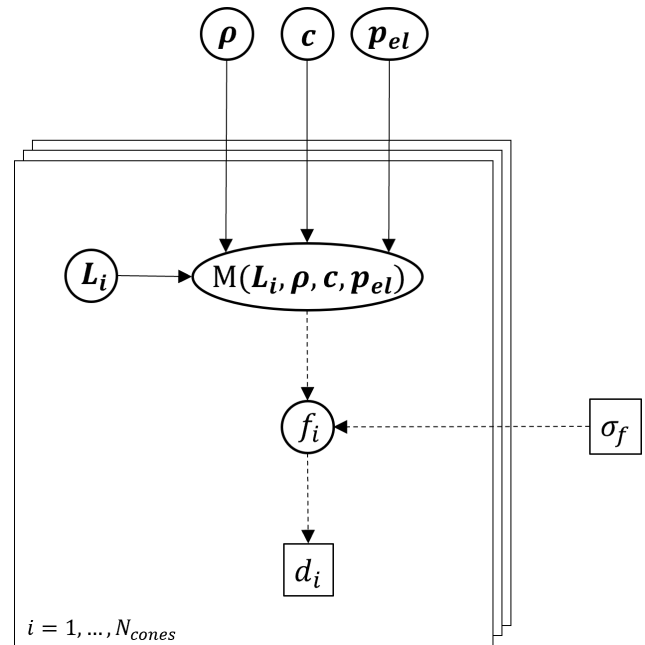 ρ c p_el
L_i M(L_i, ρ, c, p_el)
f_i σ_f
d_i
i = 1, ..., N_cones